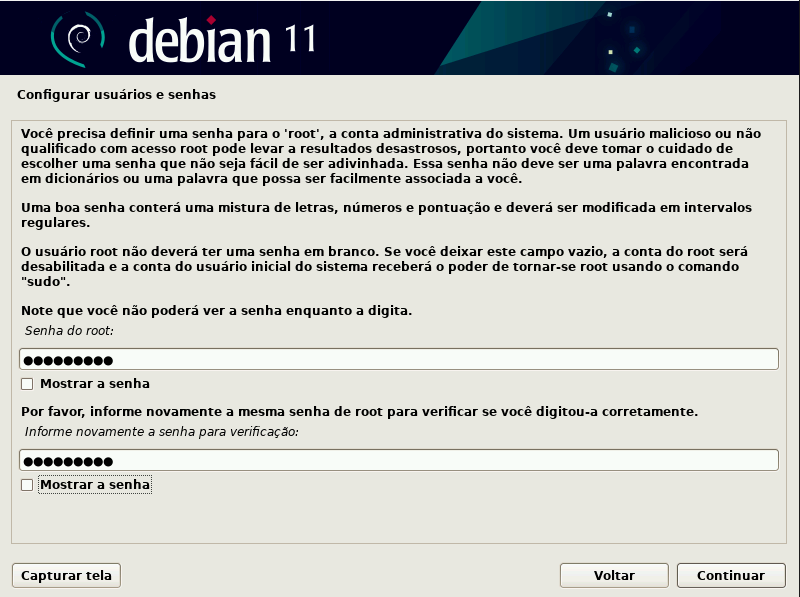 debian 11
Configurar usuários e senhas
Você precisa definir uma senha para o 'root', a conta administrativa do sistema. Um usuário malicioso ou não
qualificado com acesso root pode levar a resultados desastrosos, portanto você deve tomar o cuidado de
escolher uma senha que não seja fácil de ser adivinhada. Essa senha não deve ser uma palavra encontrada
em dicionários ou uma palavra que possa ser facilmente associada a você.
Uma boa senha conterá uma mistura de letras, números e pontuação e deverá ser modificada em intervalos
regulares.
O usuário root não deverá ter uma senha em branco. Se você deixar este campo vazio, a conta do root será
desabilitada e a conta do usuário inicial do sistema receberá o poder de tornar-se root usando o comando
"sudo".
Note que você não poderá ver a senha enquanto a digita.
Senha do root:
●●●●●●●●●
Mostrar a senha
Por favor, informe novamente a mesma senha de root para verificar se você digitou-a corretamente.
Informe novamente a senha para verificação:
●●●●●●●●●
Mostrar a senha
Capturar tela
Voltar
Continuar